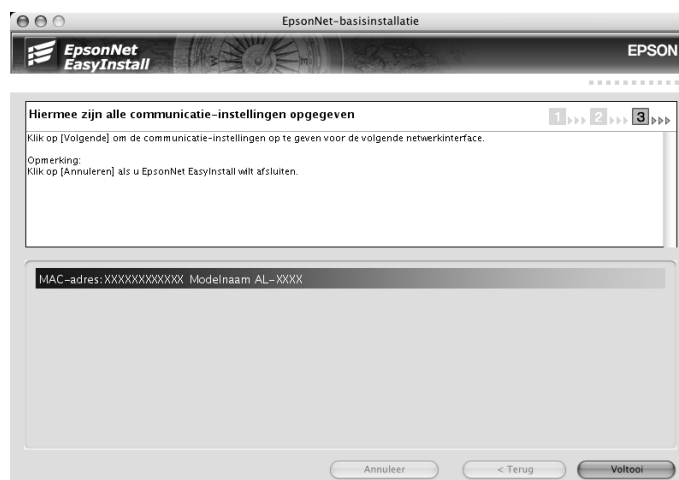 EpsonNet-basisinstallatie
EpsonNet
EasyInstall
EPSON
Hiermee zijn alle communicatie-instellingen opgegeven
1 2 3
Klik op [Volgende] om de communicatie-instellingen op te geven voor de volgende netwerkinterface.
Opmerking:
Klik op [Annuleren] als u EpsonNet EasyInstall wilt afsluiten.
MAC-adres:XXXXXXXXXXXX Modelnaam AL-XXXX
Annuleer
< Terug
Voltooi